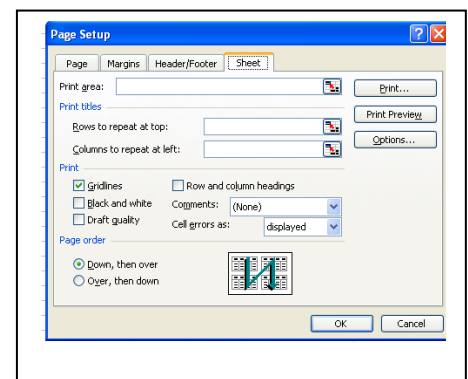 Page Setup
Page Margins Header/Footer Sheet
Print area: Print...
Print titles Print Preview
Rows to repeat at top:
Columns to repeat at left: Options...
Print
Gridlines Row and column headings
Black and white Comments: (None)
Draft quality Cell errors as: displayed
Page order
Down, then over
Over, then down
OK Cancel